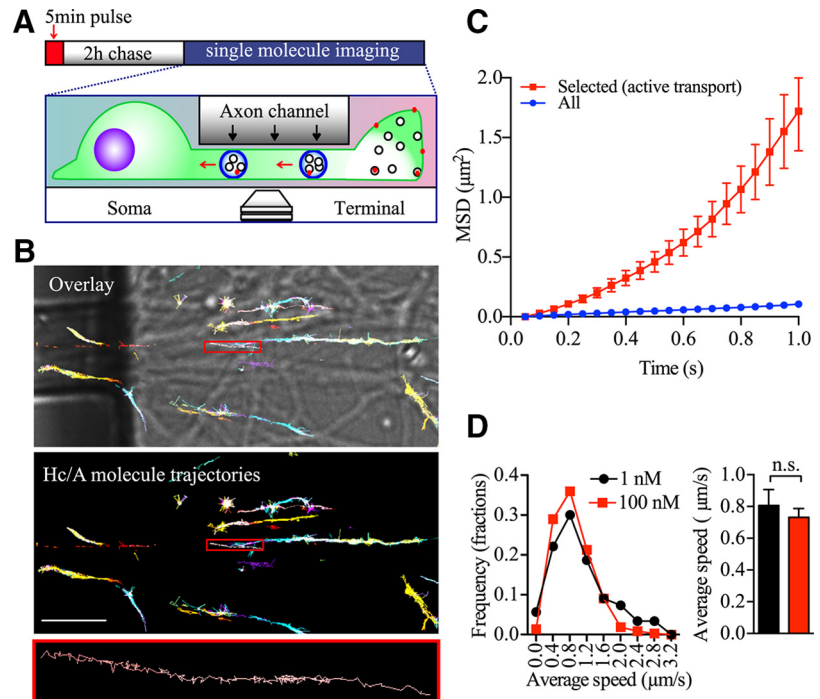 A
5min pulse
2h chase
single molecule imaging
Axon channel
Soma
Terminal
B
Overlay
Hc/A molecule trajectories
C
2.0
1.5
1.0
0.5
0.0
MSD (μm²)
Selected (active transport)
All
0.0 0.2 0.4 0.6 0.8 1.0
Time (s)
D
0.4
0.3
0.2
0.1
0.0
Frequency (fractions)
1 nM
100 nM
0.0 0.4 0.8 1.2 1.6 2.0 2.4 2.8 3.2
Average speed (μm/s)
n.s.
0.8
0.6
0.4
0.2
0.0
Average speed ( μm/s)